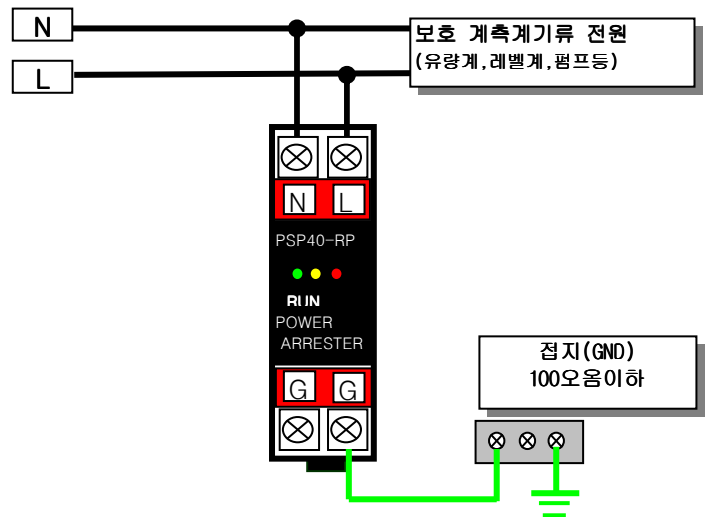 N
보호 계측계기류 전원
(유량계,레벨계,펌프등)
L
N L
PSP40-RP
RUN
POWER
ARRESTER
접지(GND)
100오옴이하
G G